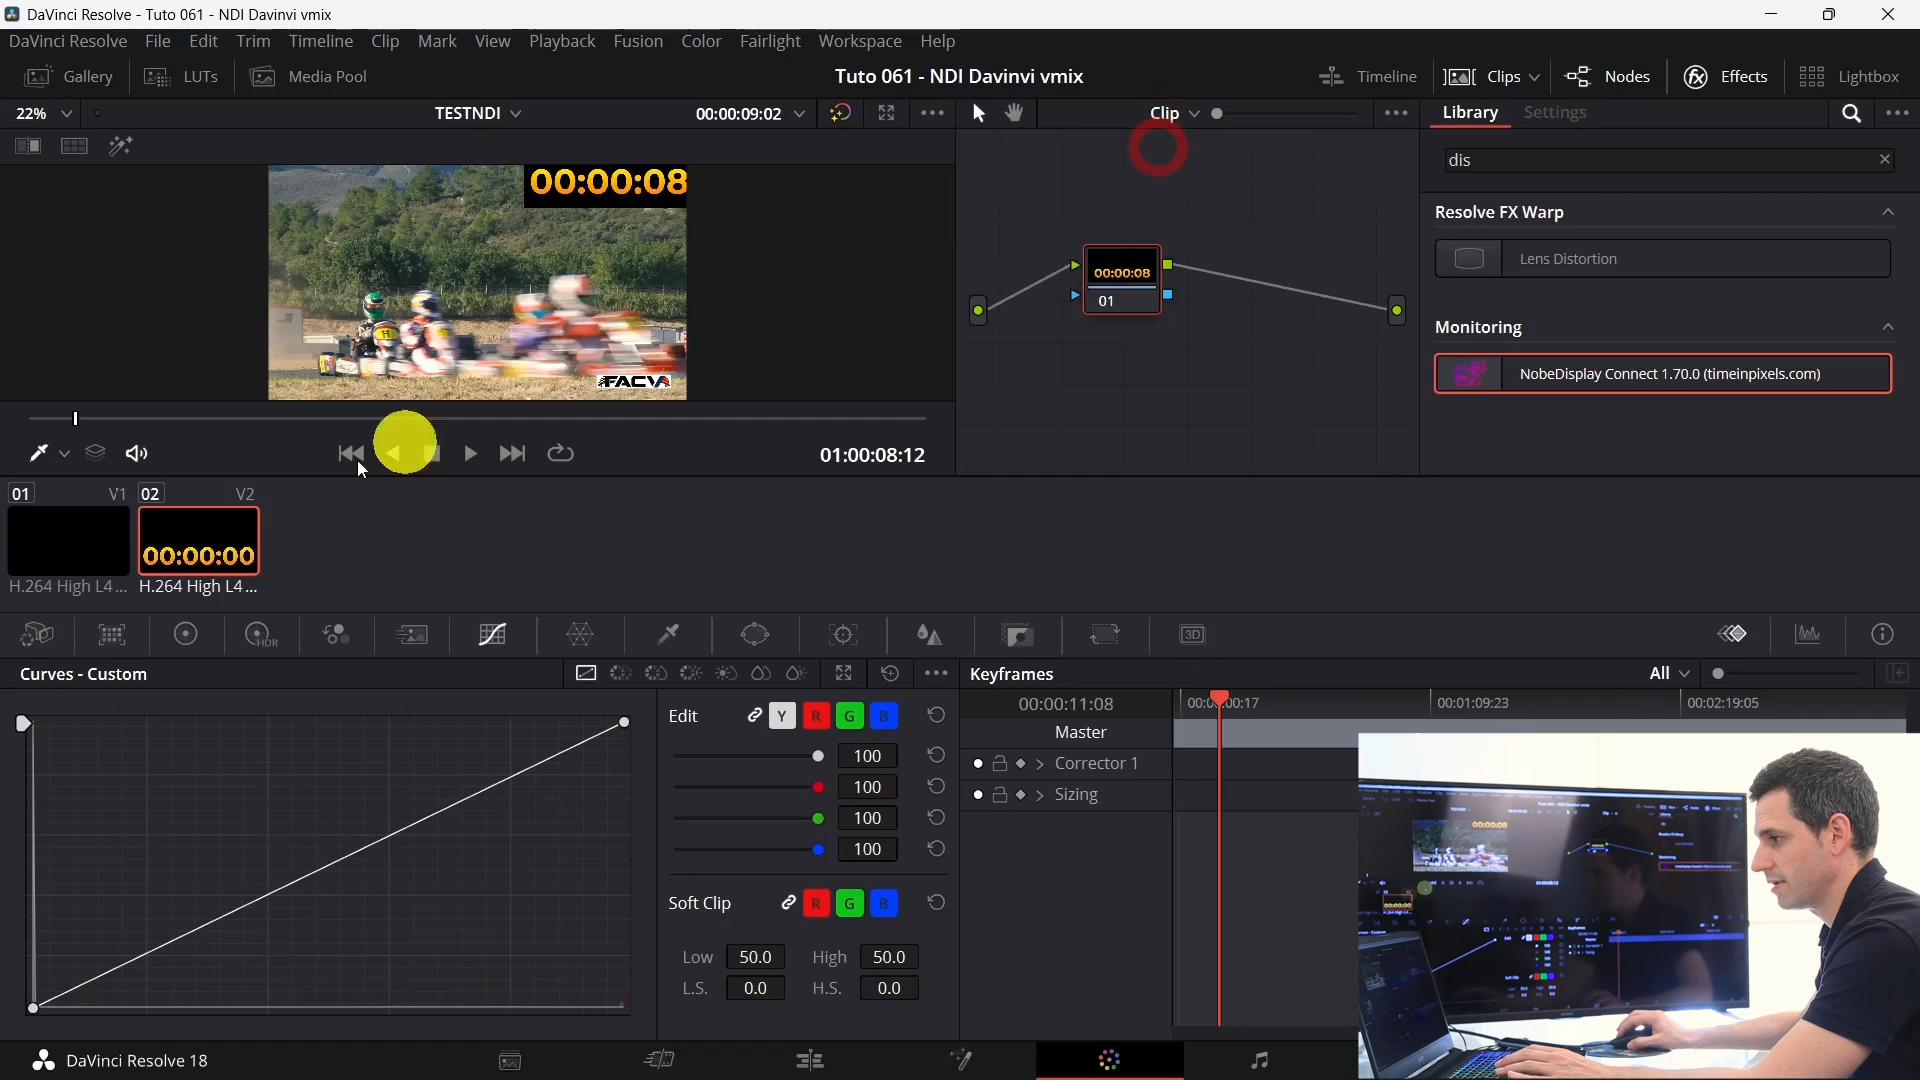 DaVinci Resolve - Tuto 061 - NDI Davinvi vmix
DaVinci Resolve File Edit Trim Timeline Clip Mark View Playback Fusion Color Fairlight Workspace Help
Gallery LUTs Media Pool Tuto 061 - NDI Davinvi vmix Timeline Clips Nodes Effects Lightbox
22% TESTNDI 00:00:09:02 Clip Library Settings
dis
00:00:08
Resolve FX Warp
Lens Distortion
00:00:08
01
Monitoring
NobeDisplay Connect 1.70.0 (timeinpixels.com)
FACVA
01:00:08:12
01 V1 02 V2
00:00:00
H.264 High L4... H.264 High L4...
HDR
3D
Curves - Custom Keyframes All
00:00:11:08 00:01:09:23 00:02:19:05
Edit Y R G B
Master
100
Corrector 1
100
Sizing
100
100
Soft Clip R G B
Low 50.0 High 50.0
L.S. 0.0 H.S. 0.0
DaVinci Resolve 18